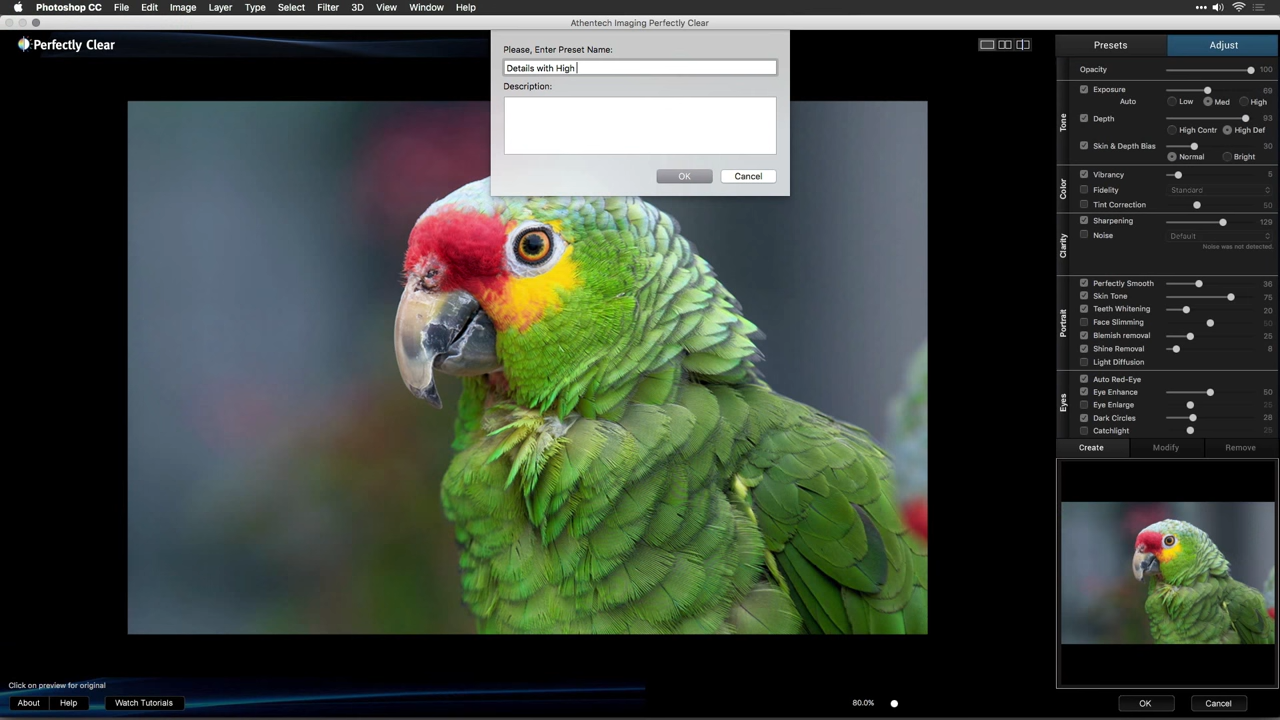 Photoshop CC File Edit Image Layer Type Select Filter 3D View Window Help
Athentech Imaging Perfectly Clear
Perfectly Clear
Please, Enter Preset Name:
Details with High
Description:
OK Cancel
Presets Adjust
Opacity 100
Tone
Exposure 69
Auto Low Med High
Depth 93
High Contr High Def
Skin & Depth Bias 30
Normal Bright
Color
Vibrancy 6
Fidelity Standard
Tint Correction 50
Clarity
Sharpening 129
Noise Default
Noise was not detected.
Portrait
Perfectly Smooth 36
Skin Tone 75
Teeth Whitening 20
Face Slimming 50
Blemish removal 25
Shine Removal 8
Light Diffusion
Eyes
Auto Red-Eye
Eye Enhance 50
Eye Enlarge 25
Dark Circles 28
Catchlight 25
Create Modify Remove
Click on preview for original
About Help Watch Tutorials 80.0% OK Cancel